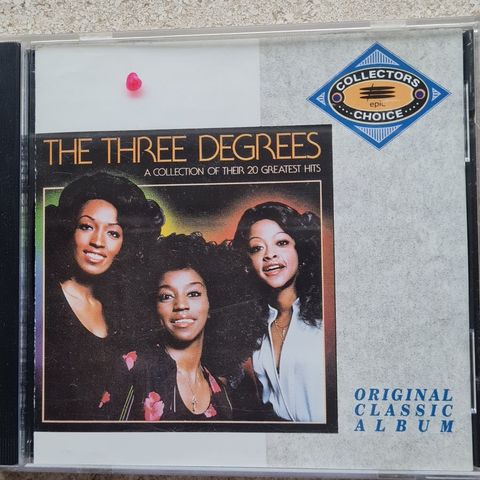 COLLECTORS
epic
CHOICE
THE THREE DEGREES
A COLLECTION OF THEIR 20 GREATEST HITS
ORIGINAL
CLASSIC
ALBUM